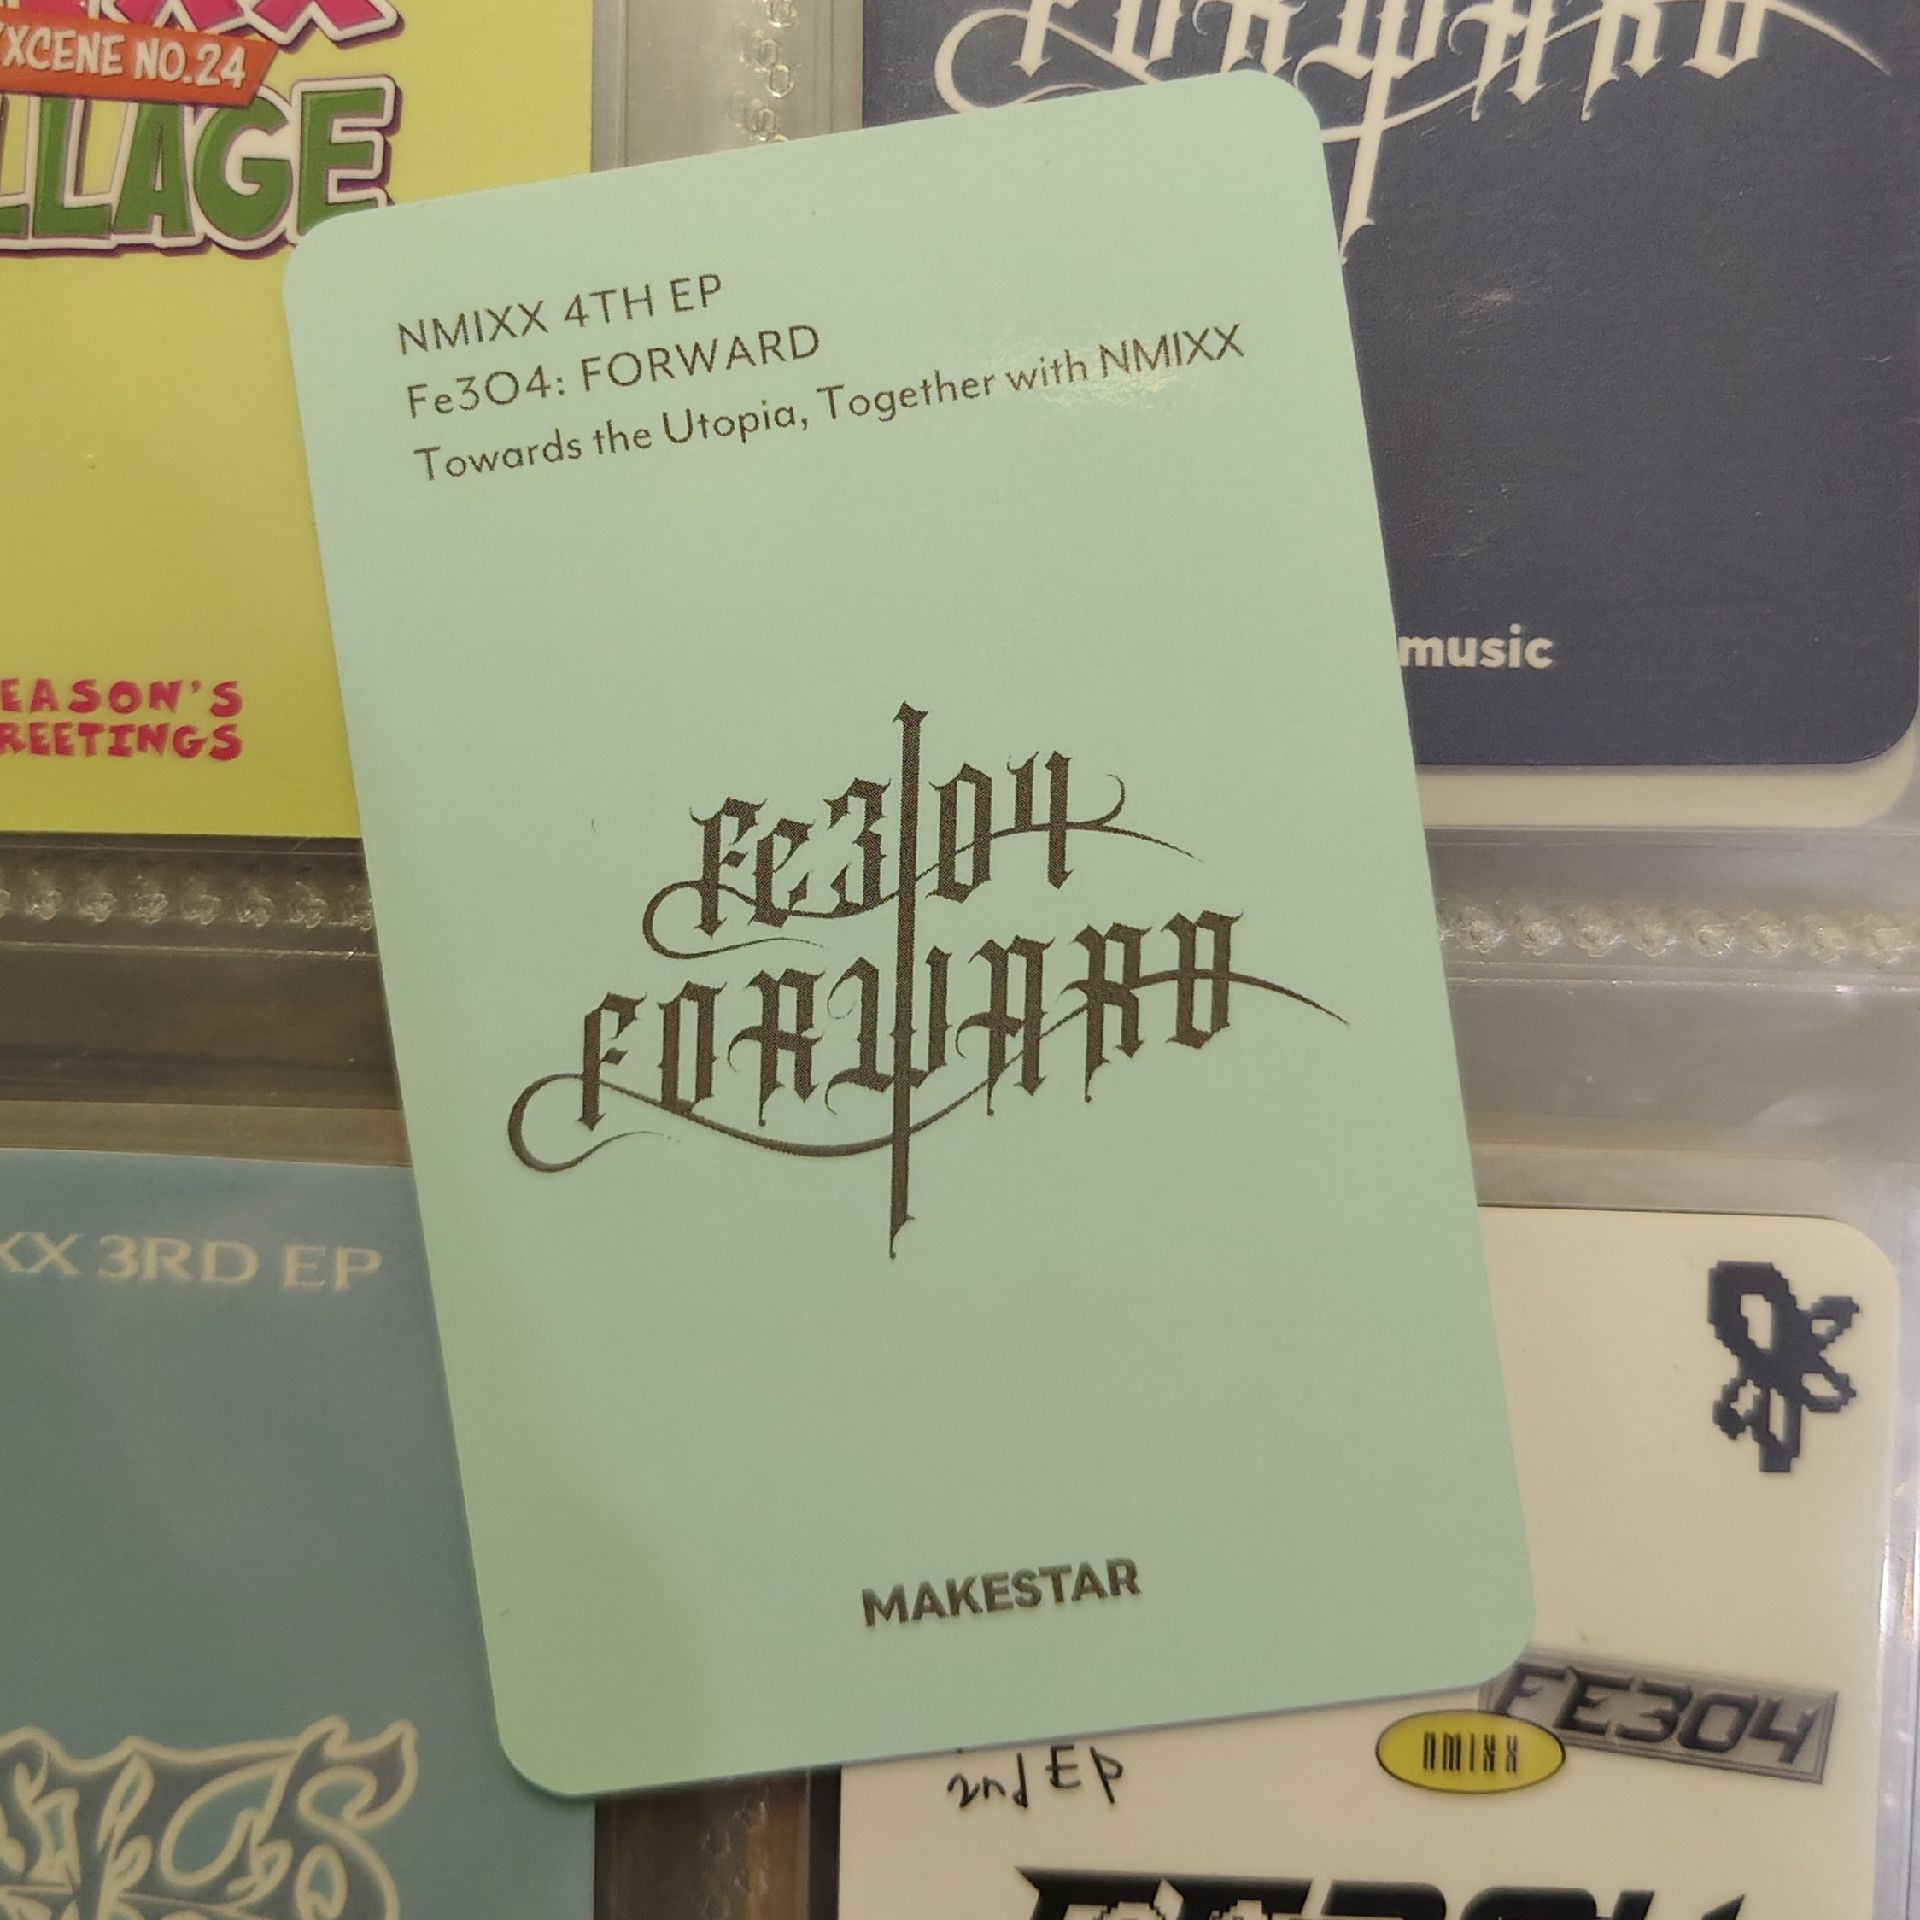 XCENE NO.24
LLAGE
EASON'S
REETINGS
FORWARD
music
NMIXX 4TH EP
Fe3O4: FORWARD
Towards the Utopia, Together with NMIXX
Fe3O4
FORWARD
MAKESTAR
XX 3RD EP
FE3O4
NMIXX
2nd EP